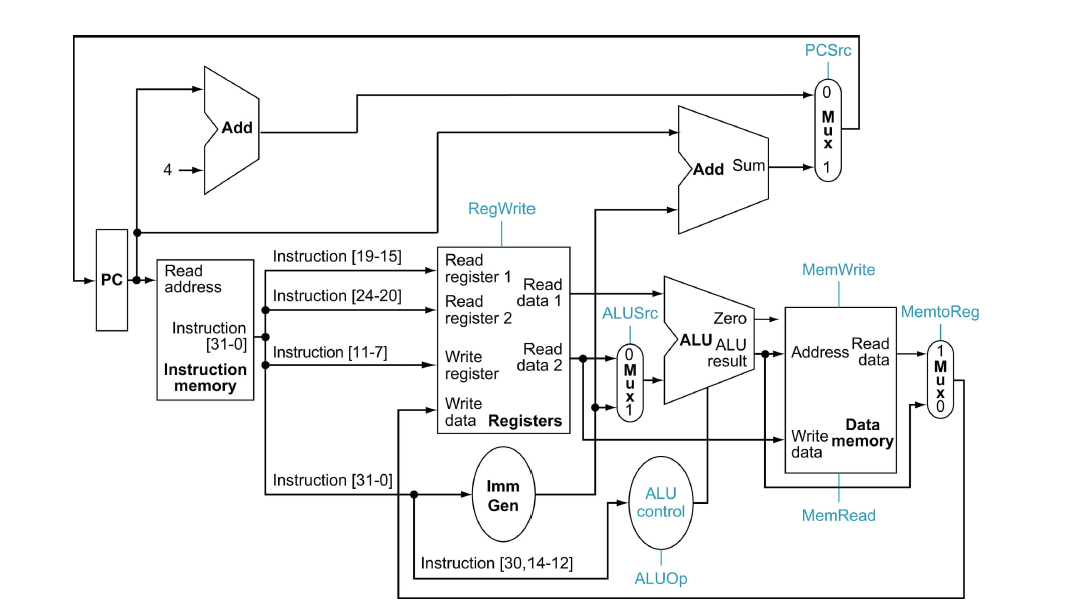 PCSrc
0
M
u
x
1
Add
4
Add Sum
RegWrite
PC
Read
address
Instruction
[31-0]
Instruction
memory
Instruction [19-15]
Instruction [24-20]
Instruction [11-7]
Instruction [31-0]
Read
register 1
Read
register 2
Write
register
Write
data
Read
data 1
Read
data 2
Registers
ALUSrc
0
M
u
x
1
Zero
ALU
ALU
result
MemWrite
Address
Read
data
Write
data
Data
memory
MemRead
MemtoReg
1
M
u
x
0
Imm
Gen
ALU
control
ALUOp
Instruction [30,14-12]